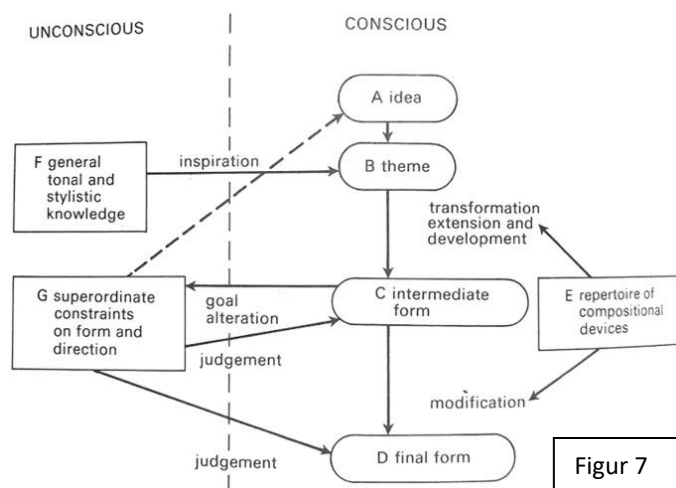 UNCONSCIOUS
CONSCIOUS
A idea
F general
tonal and
stylistic
knowledge
inspiration
B theme
transformation
extension and
development
G superordinate
constraints
on form and
direction
goal
alteration
judgement
C intermediate
form
E repertoire of
compositional
devices
modification
judgement
D final form
Figur 7